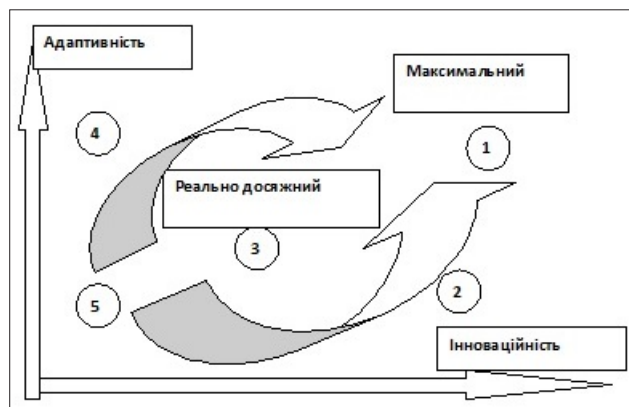 Адаптивність
Максимальний
4
1
Реально досяжний
3
5
2
Інноваційність